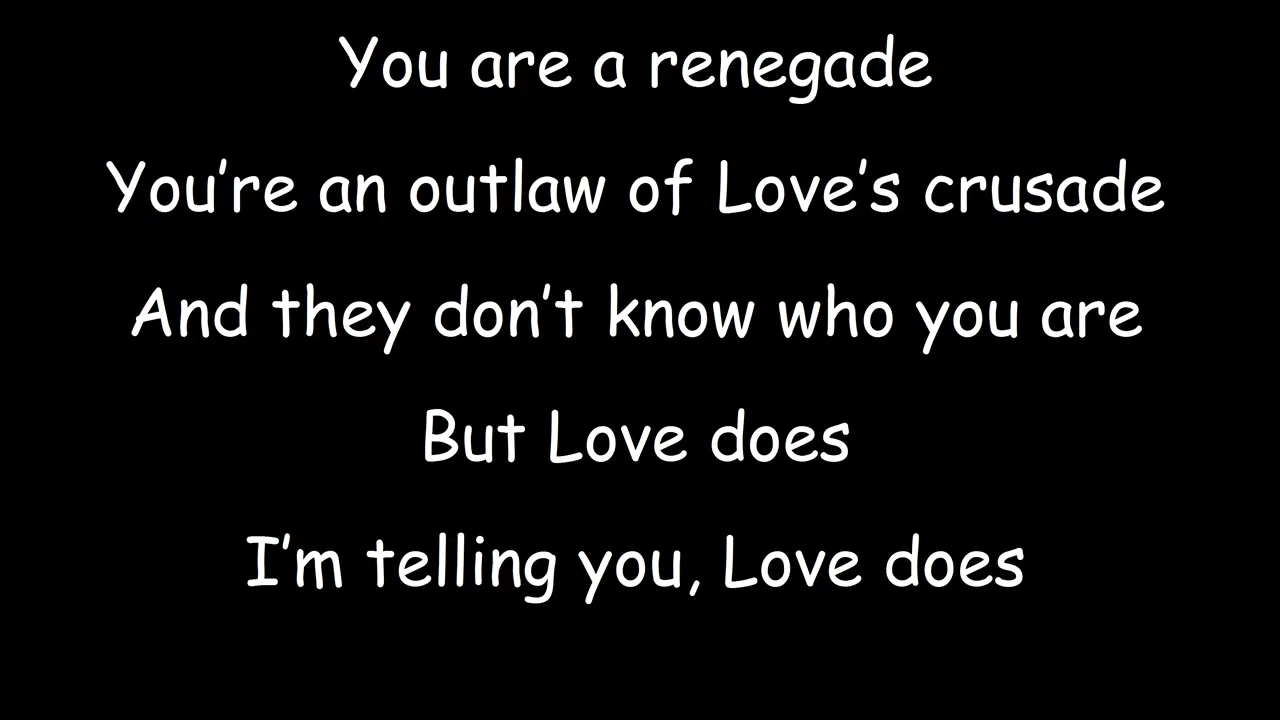 You are a renegade
You’re an outlaw of Love’s crusade
And they don’t know who you are
But Love does
I’m telling you, Love does